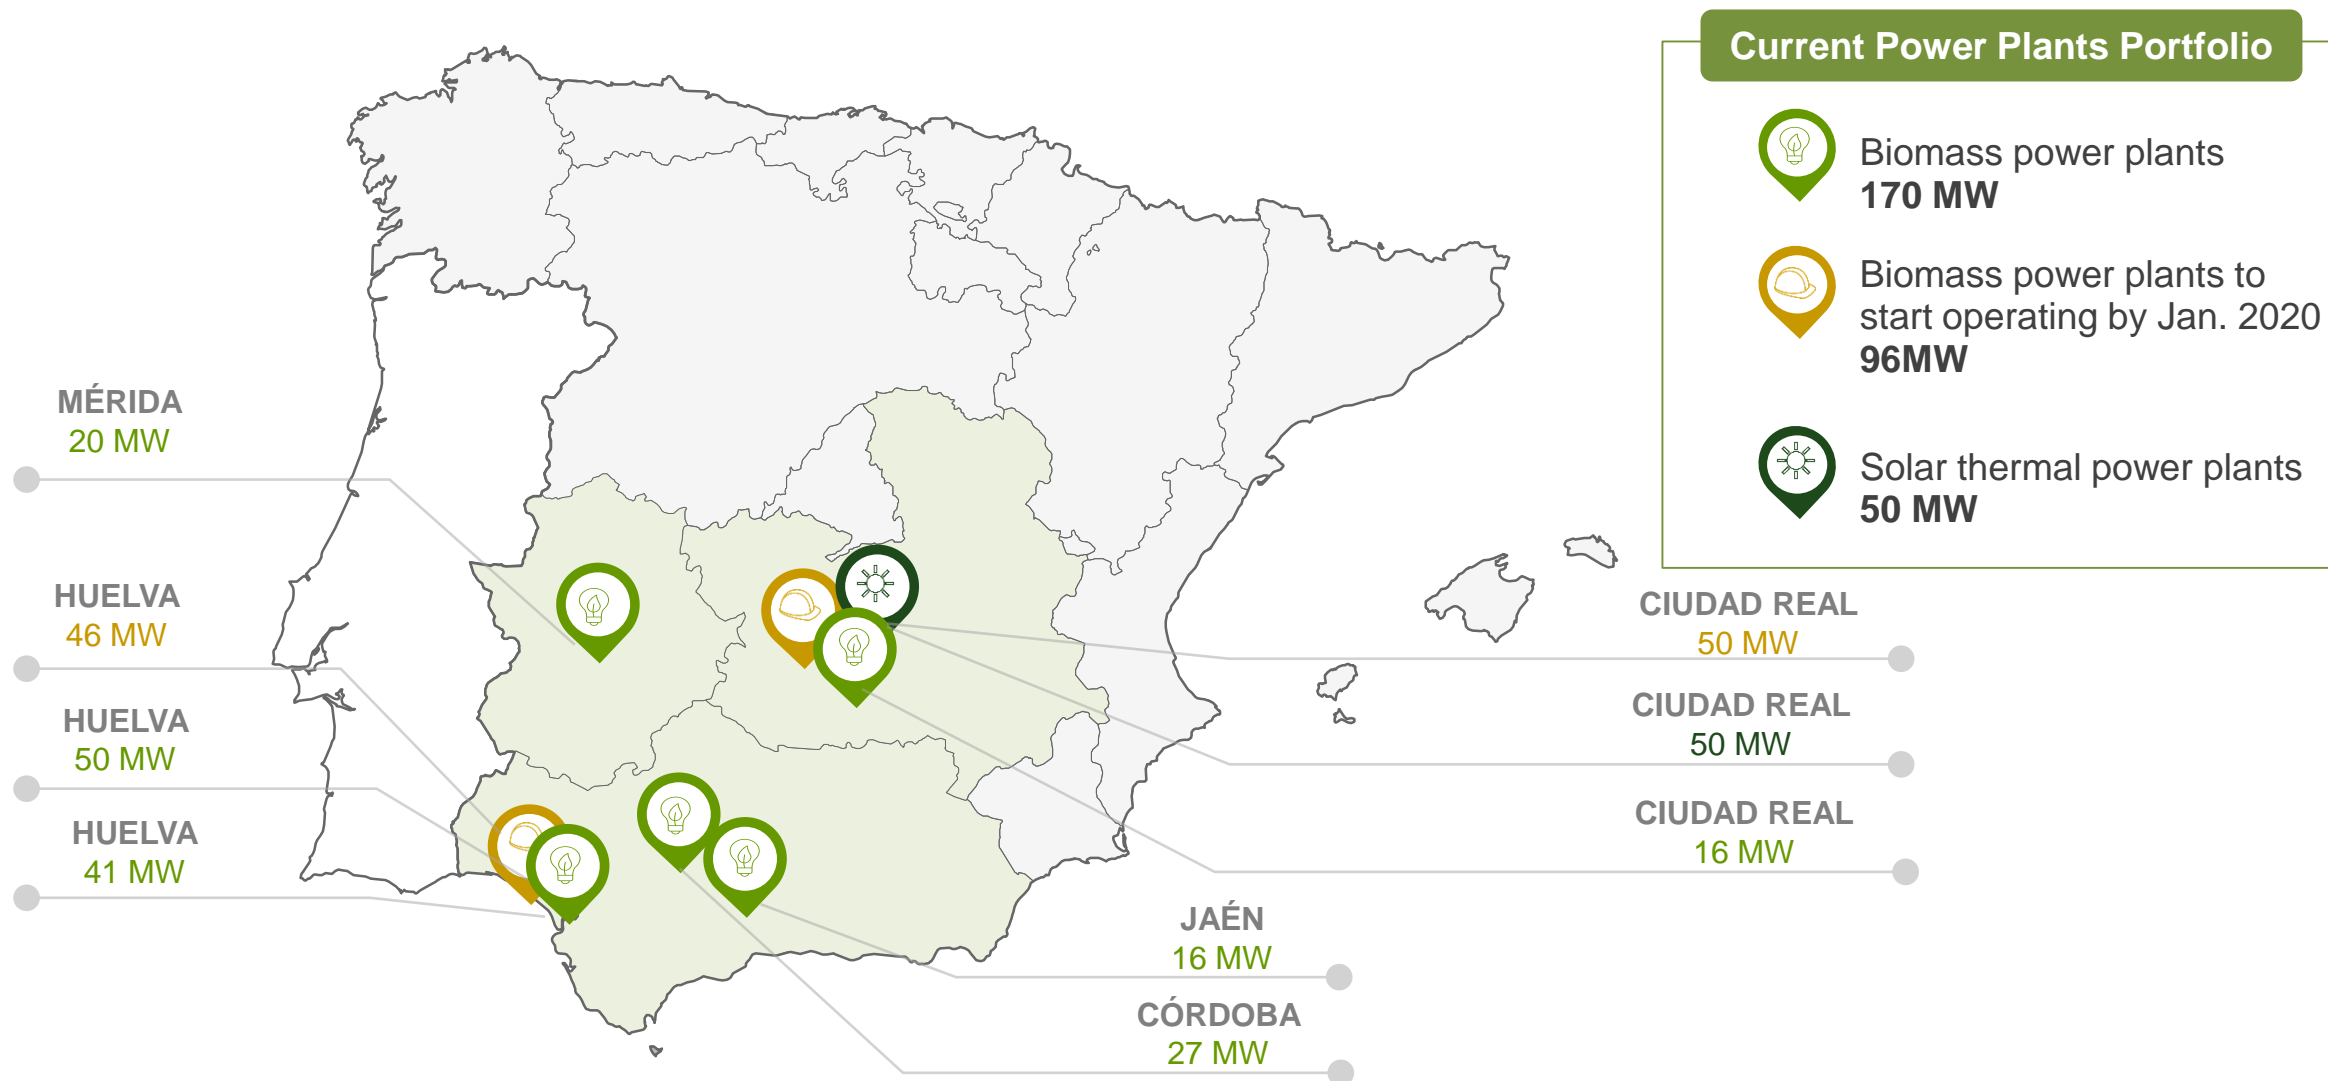 Current Power Plants Portfolio
Biomass power plants
170 MW
Biomass power plants to
start operating by Jan. 2020
96MW
Solar thermal power plants
50 MW
MÉRIDA
20 MW
HUELVA
46 MW
HUELVA
50 MW
HUELVA
41 MW
CIUDAD REAL
50 MW
CIUDAD REAL
50 MW
CIUDAD REAL
16 MW
JAÉN
16 MW
CÓRDOBA
27 MW